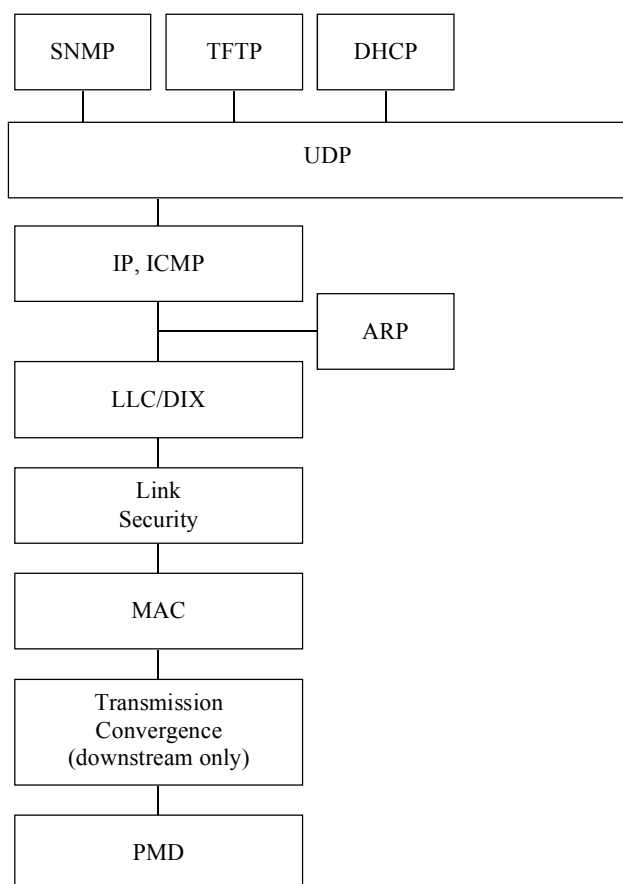 SNMP
TFTP
DHCP
UDP
IP, ICMP
ARP
LLC/DIX
Link
Security
MAC
Transmission
Convergence
(downstream only)
PMD